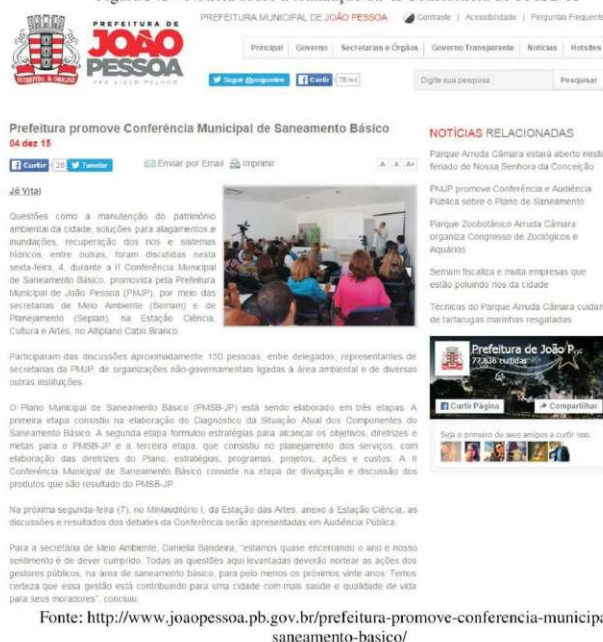 PREFEITURA DE
JOÃO
PESSOA
PRA VIVER MELHOR
INTREPIDA AB ORIGINE
PREFEITURA MUNICIPAL DE JOÃO PESSOA
Contraste | Acessibilidade | Perguntas Frequente
Principal Governo Secretarias e Órgãos Governo Transparente Notícias Hotsites
Seguir @pmjponline Curtir 78 mil Digite sua pesquisa Pesquisar
Prefeitura promove Conferência Municipal de Saneamento Básico
04 dez 15
Curtir 28 Tweetar Enviar por Email Imprimir A- A A+
Jô Vital
Questões como a manutenção do patrimônio
ambiental da cidade, soluções para alagamentos e
inundações, recuperação dos rios e sistemas
hídricos, entre outras, foram discutidas nesta
sexta-feira, 4, durante a II Conferência Municipal
de Saneamento Básico, promovida pela Prefeitura
Municipal de João Pessoa (PMJP), por meio das
secretarias de Meio Ambiente (Semam) e de
Planejamento (Seplan), na Estação Ciência,
Cultura e Artes, no Altiplano Cabo Branco.
Participaram das discussões aproximadamente 150 pessoas, entre delegados, representantes de
secretarias da PMJP, de organizações não-governamentais ligadas à área ambiental e de diversas
outras instituições.
O Plano Municipal de Saneamento Básico (PMSB-JP) está sendo elaborado em três etapas. A
primeira etapa consistiu na elaboração do Diagnóstico da Situação Atual dos Componentes do
Saneamento Básico. A segunda etapa formulou estratégias para alcançar os objetivos, diretrizes e
metas para o PMSB-JP e a terceira etapa, que consistiu no planejamento dos serviços, com
elaboração das diretrizes do Plano, estratégias, programas, projetos, ações e custos. A II
Conferência Municipal de Saneamento Básico consiste na etapa de divulgação e discussão dos
produtos que são resultado do PMSB-JP.
Na próxima segunda-feira (7), no Miniauditório I, da Estação das Artes, anexo à Estação Ciência, as
discussões e resultados dos debates da Conferência serão apresentadas em Audiência Pública.
Para a secretária de Meio Ambiente, Daniella Bandeira, “estamos quase encerrando o ano e nosso
sentimento é de dever cumprido. Todas as questões aqui levantadas deverão nortear as ações dos
gestores públicos, na área de saneamento básico, para pelo menos os próximos vinte anos. Temos
certeza que essa gestão está contribuindo para uma cidade com mais saúde e qualidade de vida
para seus moradores”, concluiu.
NOTÍCIAS RELACIONADAS
Parque Arruda Câmara estará aberto neste
feriado de Nossa Senhora da Conceição
PMJP promove Conferência e Audiência
Pública sobre o Plano de Saneamento
Parque Zoobotânico Arruda Câmara
organiza Congresso de Zoológicos e
Aquários
Semam fiscaliza e multa empresas que
estão poluindo rios da cidade
Técnicos do Parque Arruda Câmara cuidam
de tartarugas marinhas resgatadas
Prefeitura de João P...
77.836 curtidas
Curtir Página Compartilhar
Seja o primeiro de seus amigos a curtir isso.
Fonte: http://www.joaopessoa.pb.gov.br/prefeitura-promove-conferencia-municipa
saneamento-basico/